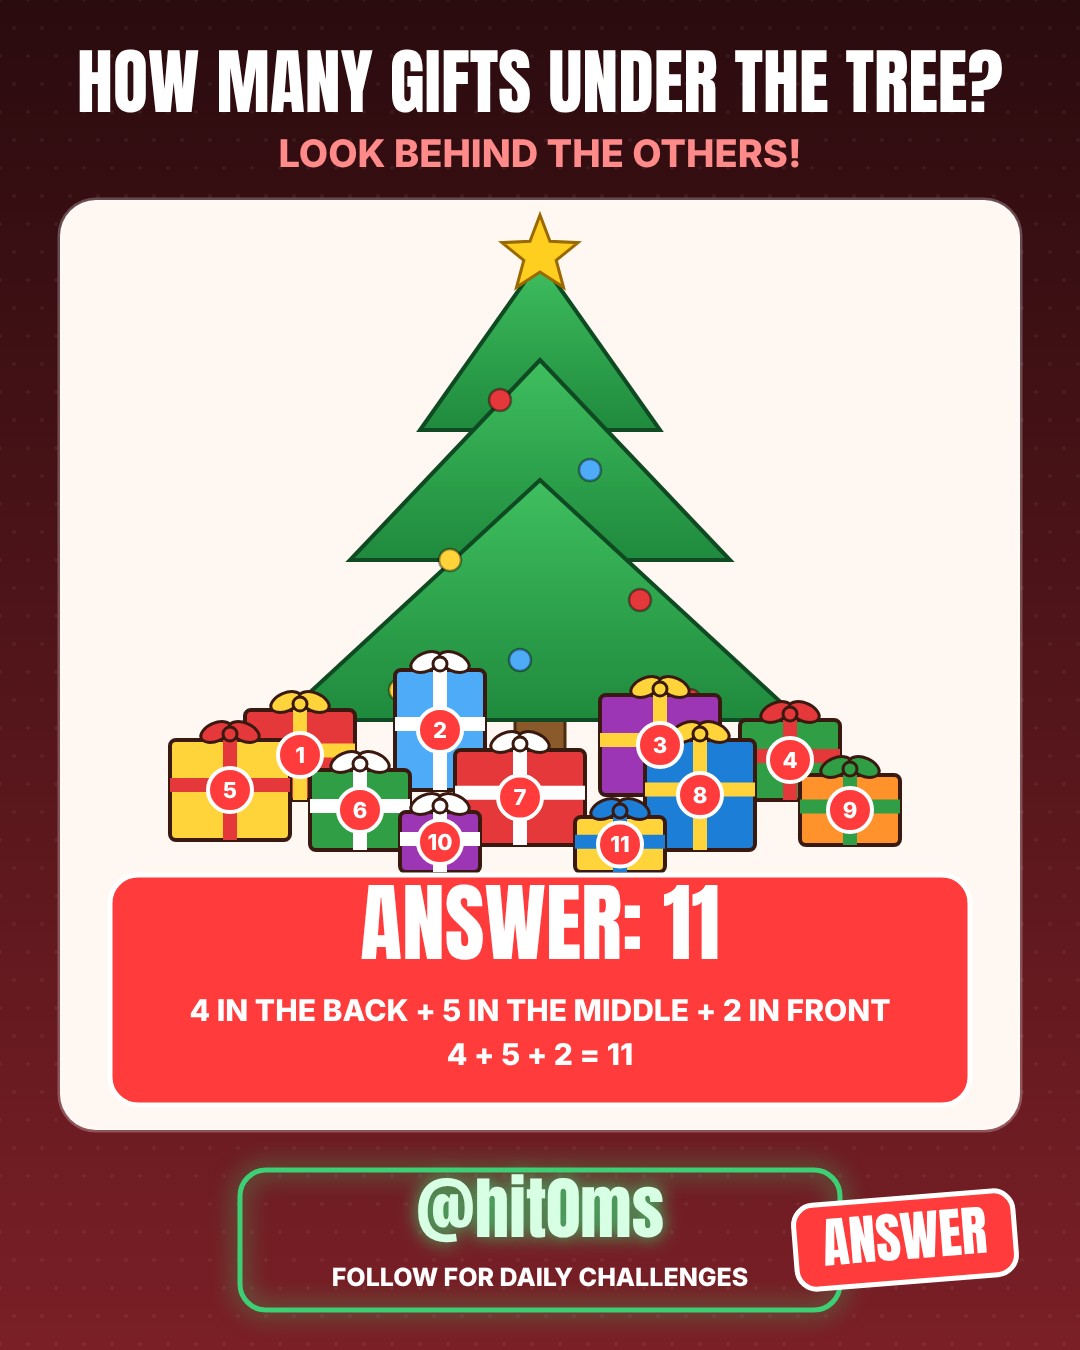 HOW MANY GIFTS UNDER THE TREE?
LOOK BEHIND THE OTHERS!
2
3
1
4
5
6
7
8
9
10
11
ANSWER: 11
4 IN THE BACK + 5 IN THE MIDDLE + 2 IN FRONT
4 + 5 + 2 = 11
@hit0ms
FOLLOW FOR DAILY CHALLENGES
ANSWER